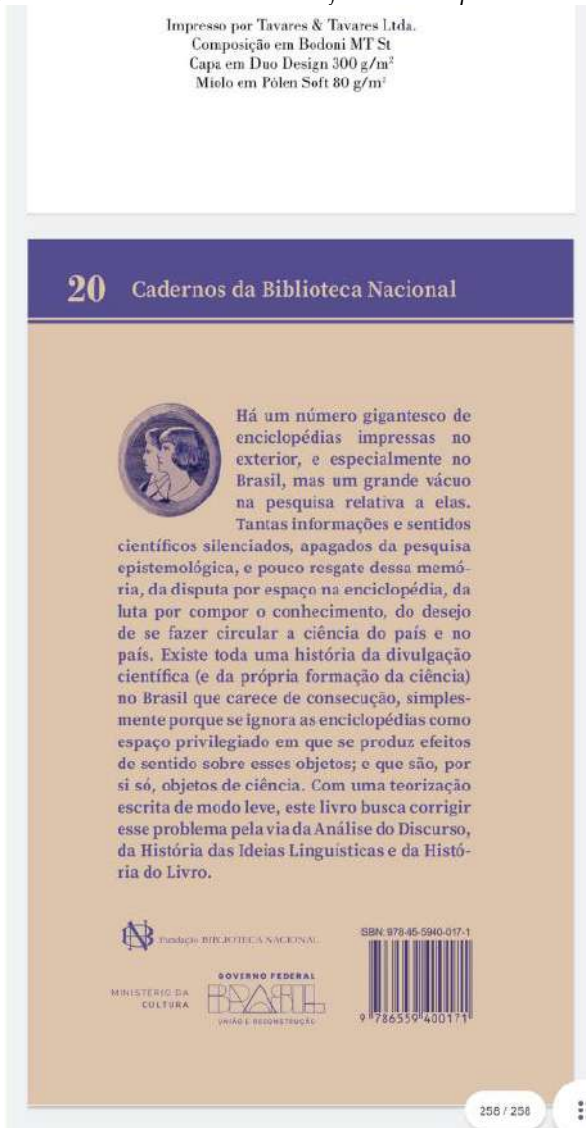 Impresso por Tavares & Tavares Ltda.
Composição em Bodoni MT St
Capa em Duo Design 300 g/m²
Miolo em Pólen Soft 80 g/m²
20 Cadernos da Biblioteca Nacional
Há um número gigantesco de
enciclopédias impressas no
exterior, e especialmente no
Brasil, mas um grande vácuo
na pesquisa relativa a elas.
Tantas informações e sentidos
científicos silenciados, apagados da pesquisa
epistemológica, e pouco resgate dessa memó-
ria, da disputa por espaço na enciclopédia, da
luta por compor o conhecimento, do desejo
de se fazer circular a ciência do país e no
país. Existe toda uma história da divulgação
científica (e da própria formação da ciência)
no Brasil que carece de consecução, simples-
mente porque se ignora as enciclopédias como
espaço privilegiado em que se produz efeitos
de sentido sobre esses objetos; e que são, por
si só, objetos de ciência. Com uma teorização
escrita de modo leve, este livro busca corrigir
esse problema pela via da Análise do Discurso,
da História das Ideias Linguísticas e da Histó-
ria do Livro.
Fundação BIBLIOTECA NACIONAL
MINISTÉRIO DA
CULTURA
GOVERNO FEDERAL
BRASIL
UNIÃO E RECONSTRUÇÃO
ISBN: 978-65-5940-017-1
9 786559 400171
258 / 258